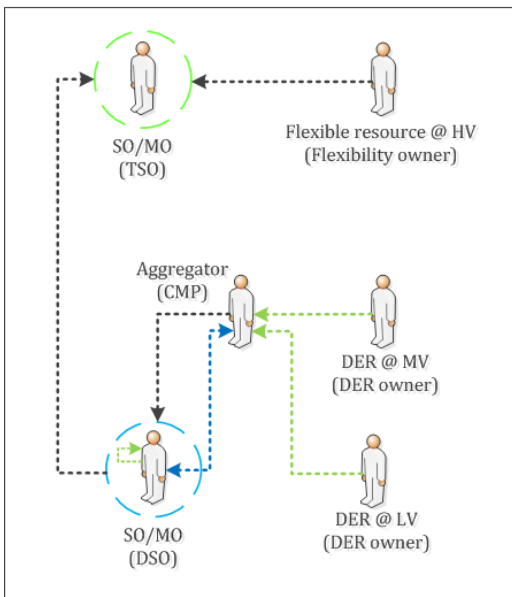 SO/MO
(TSO)
Flexible resource @ HV
(Flexibility owner)
Aggregator
(CMP)
DER @ MV
(DER owner)
SO/MO
(DSO)
DER @ LV
(DER owner)